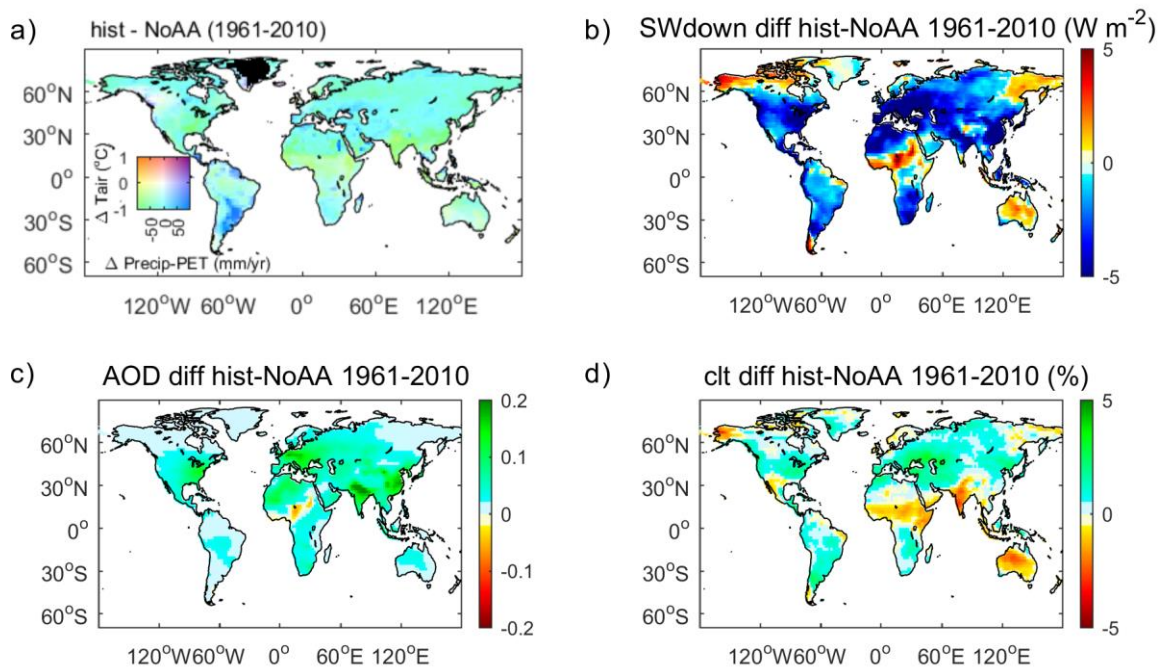 a) hist - NoAA (1961-2010)
60°N
30°N
0°
30°S
60°S
Δ Tair (°C)
1
0
-1
-50
0
50
Δ Precip-PET (mm/yr)
120°W 60°W 0° 60°E 120°E
b) SWdown diff hist-NoAA 1961-2010 (W m⁻²)
60°N
30°N
0°
30°S
60°S
120°W60°W 0° 60°E 120°E
5
0
-5
c) AOD diff hist-NoAA 1961-2010
60°N
30°N
0°
30°S
60°S
120°W60°W 0° 60°E 120°E
0.2
0.1
0
-0.1
-0.2
d) clt diff hist-NoAA 1961-2010 (%)
60°N
30°N
0°
30°S
60°S
120°W60°W 0° 60°E 120°E
5
0
-5